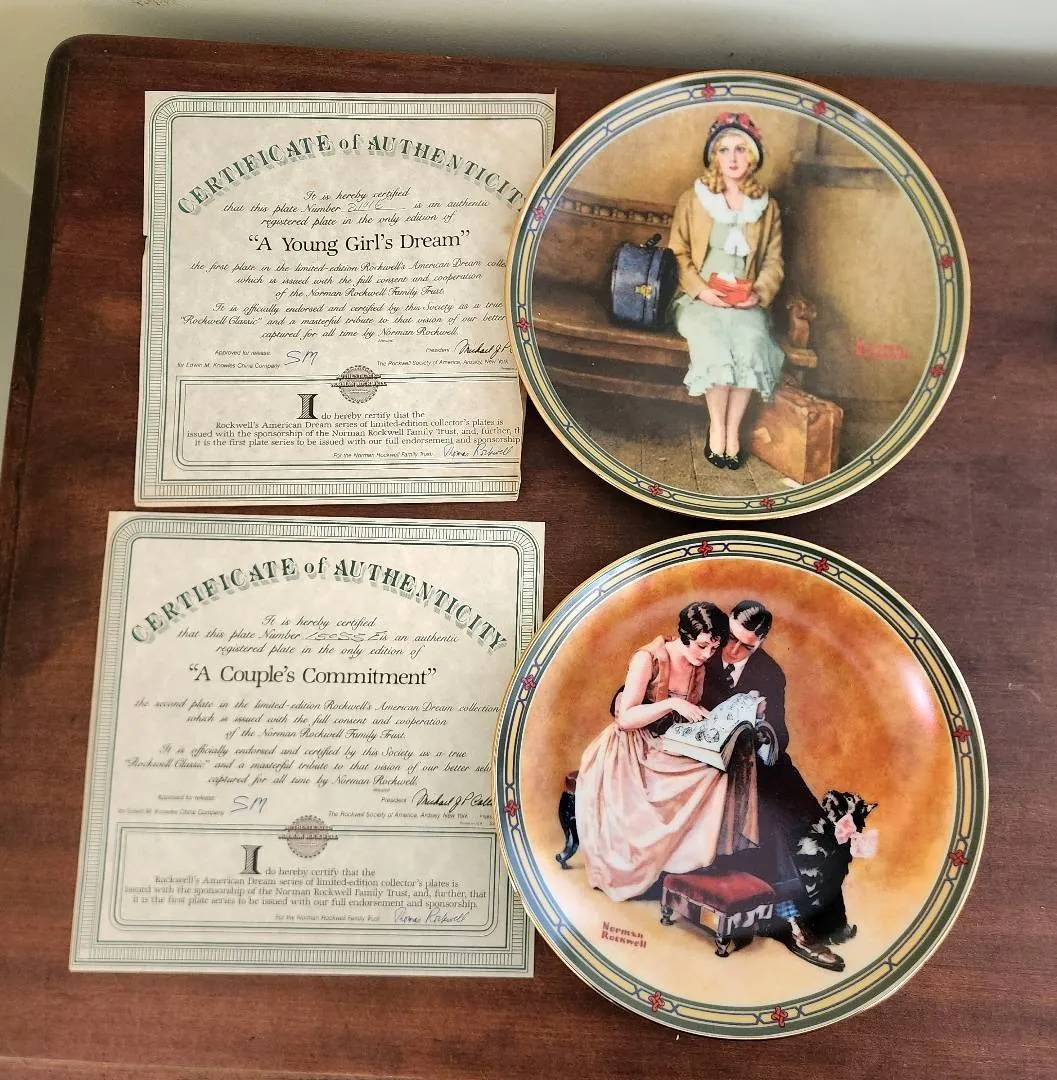 CERTIFICATE of AUTHENTICIT
It is hereby certified
that this plate Number is an authentic
registered plate in the only edition of
"A Young Girl's Dream"
the first plate in the limited-edition Rockwell's American Dream colle
which is issued with the full consent and cooperation
of the Norman Rockwell Family Trust.
It is officially endorsed and certified by this Society as a true
"Rockwell Classic" and a masterful tribute to that vision of our better
captured for all time by Norman Rockwell.
Approved for release: SM President Michael J. P.
for Edwin M. Knowles China Company The Rockwell Society of America, Ardsley, New York
I do hereby certify that the
Rockwell's American Dream series of limited-edition collector's plates is
issued with the sponsorship of the Norman Rockwell Family Trust, and, further, t
it is the first plate series to be issued with our full endorsement and sponsorship
For the Norman Rockwell Family Trust: Thomas Rockwell
Norman
Rockwell
CERTIFICATE of AUTHENTICITY
It is hereby certified
that this plate Number is an authentic
registered plate in the only edition of
"A Couple's Commitment"
the second plate in the limited-edition Rockwell's American Dream collection
which is issued with the full consent and cooperation
of the Norman Rockwell Family Trust.
It is officially endorsed and certified by this Society as a true
"Rockwell Classic" and a masterful tribute to that vision of our better selv
captured for all time by Norman Rockwell.
Approved for release: SM President Michael J. P.
for Edwin M. Knowles China Company The Rockwell Society of America, Ardsley, New York
I do hereby certify that the
Rockwell's American Dream series of limited-edition collector's plates is
issued with the sponsorship of the Norman Rockwell Family Trust, and, further, that
it is the first plate series to be issued with our full endorsement and sponsorship.
For the Norman Rockwell Family Trust: Thomas Rockwell
Norman
Rockwell